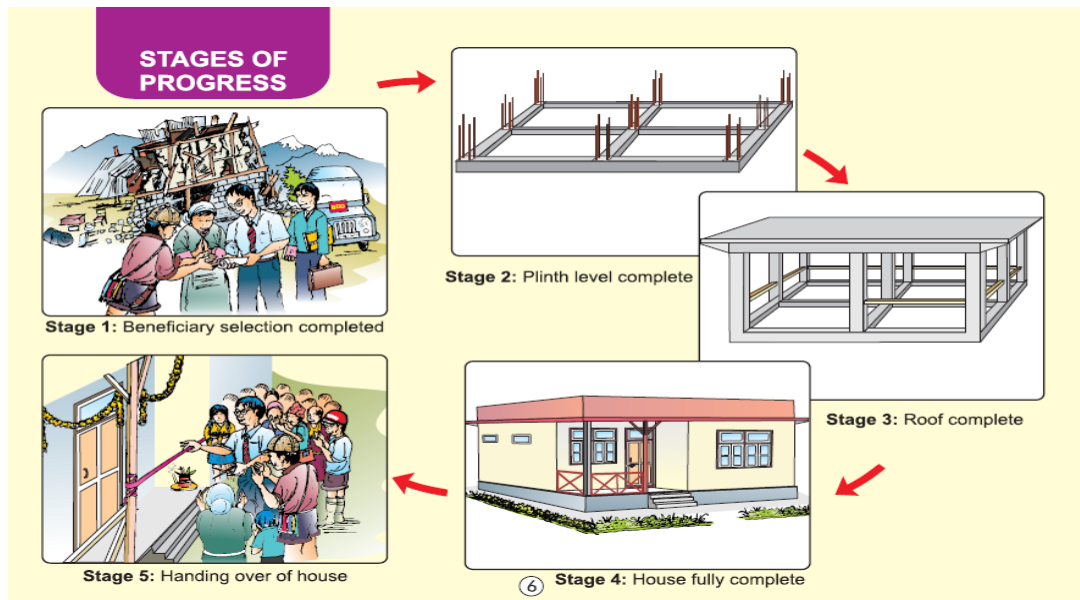 STAGES OF
PROGRESS
Stage 1: Beneficiary selection completed
Stage 2: Plinth level complete
Stage 3: Roof complete
Stage 4: House fully complete
Stage 5: Handing over of house
6